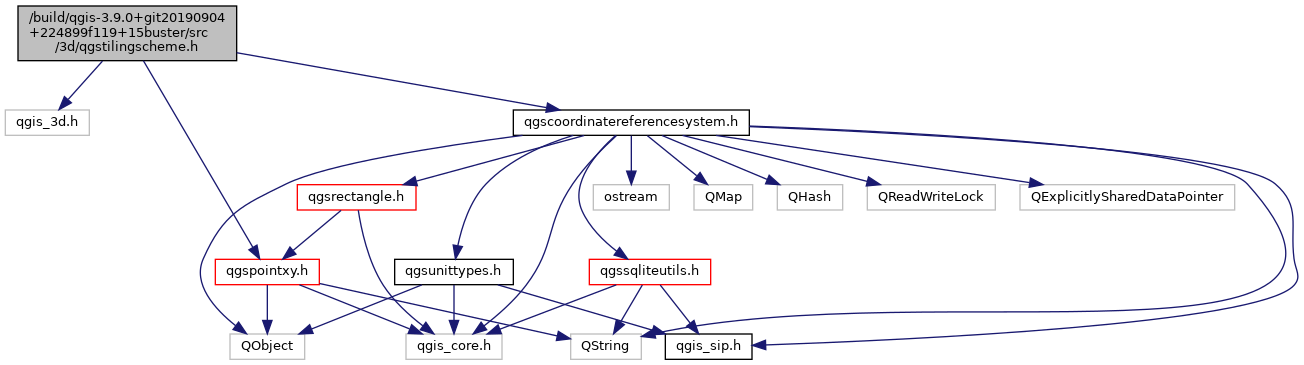 /build/qgis-3.9.0+git20190904
+224899f119+15buster/src
/3d/qgstilingscheme.h
qgis_3d.h
qgscoordinatereferencesystem.h
qgsrectangle.h
ostream
QMap
QHash
QReadWriteLock
QExplicitlySharedDataPointer
qgspointxy.h
qgsunittypes.h
qgssqliteutils.h
QObject
qgis_core.h
QString
qgis_sip.h